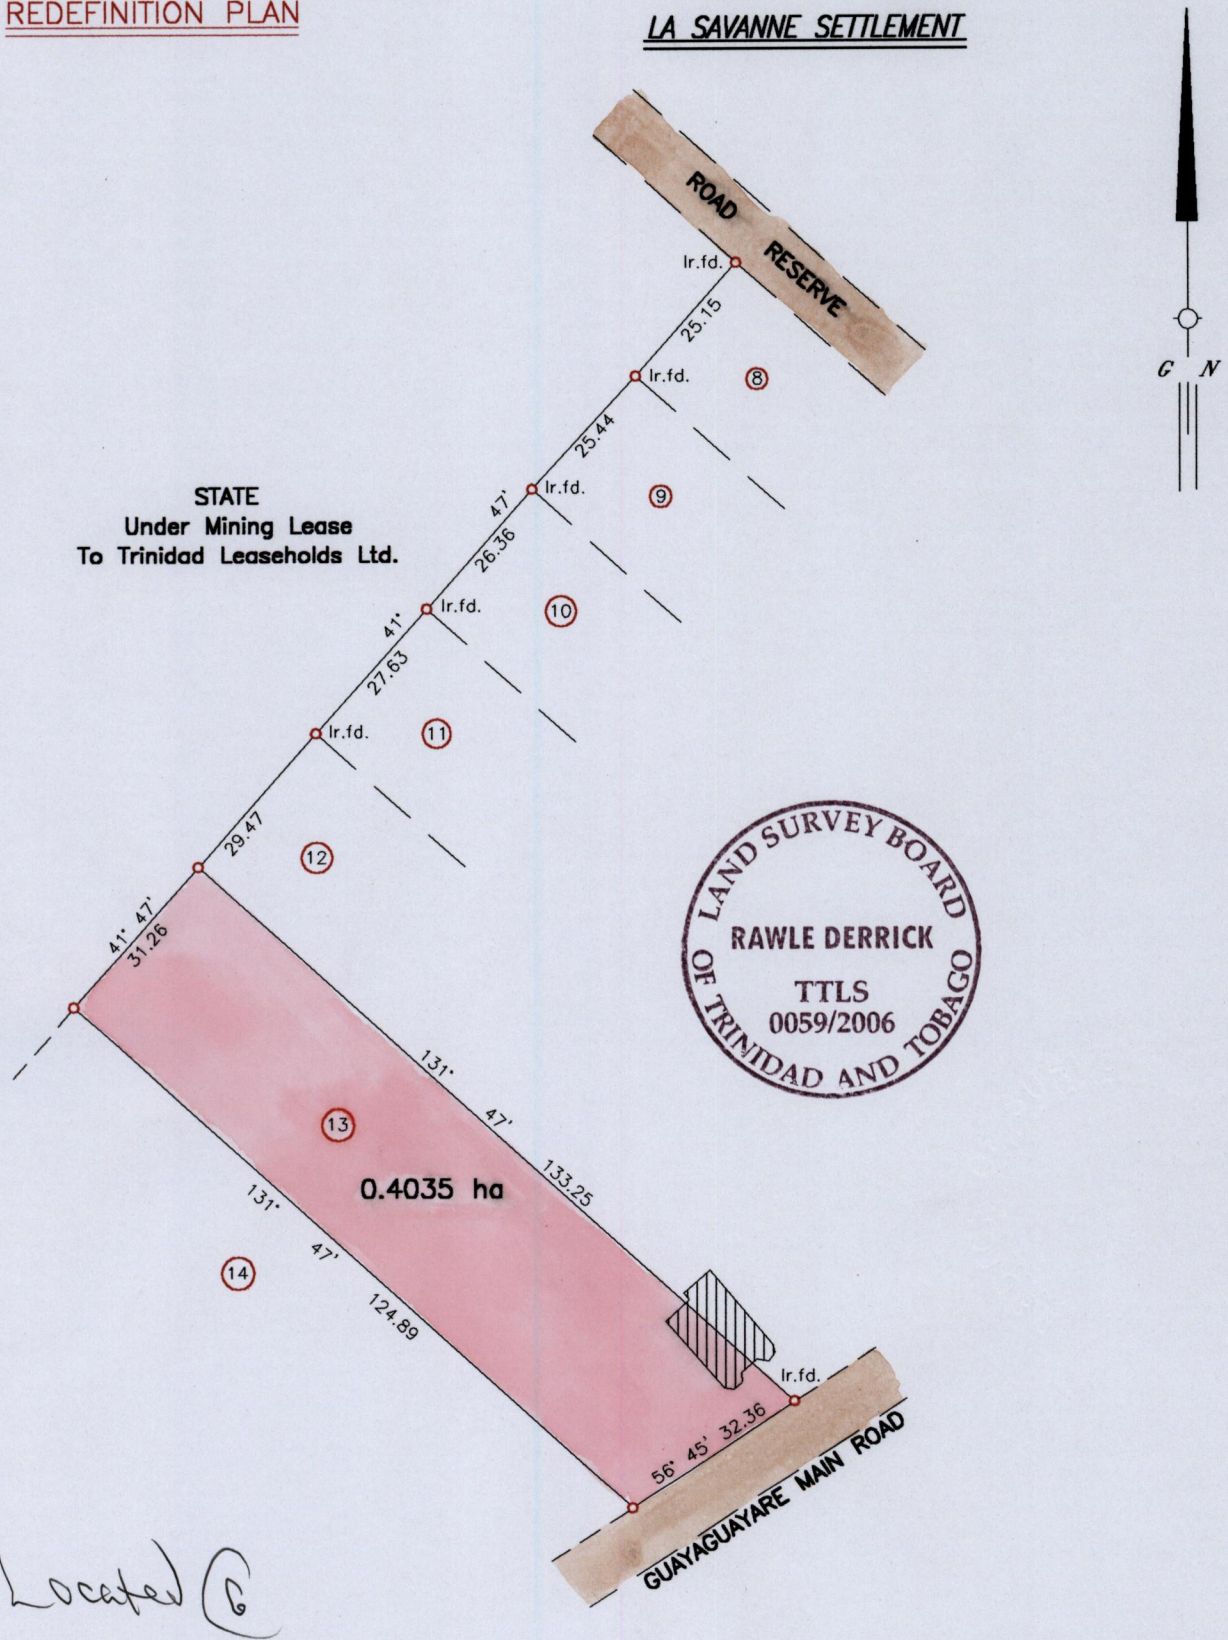 REDEFINITION PLAN
LA SAVANNE SETTLEMENT
ROAD RESERVE
Ir.fd.
25.15
G N
Ir.fd.
8
25.44
STATE
Under Mining Lease
To Trinidad Leaseholds Ltd.
47'
Ir.fd.
9
26.36
41°
Ir.fd.
10
27.63
Ir.fd.
11
29.47
12
LAND SURVEY BOARD
RAWLE DERRICK
TTLS
0059/2006
OF TRINIDAD AND TOBAGO
41° 47'
31.26
131° 47' 133.25
13
0.4035 ha
131° 47' 124.89
14
Ir.fd.
56° 45' 32.36
GUAYAGUAYARE MAIN ROAD
Located G